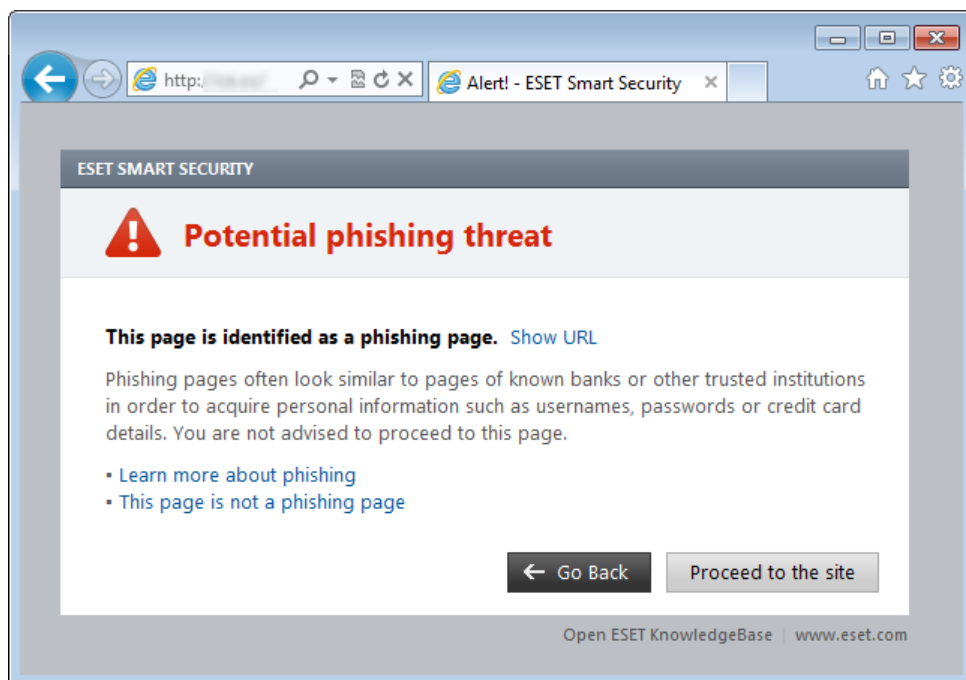 http:/
Alert! - ESET Smart Security
ESET SMART SECURITY
Potential phishing threat
This page is identified as a phishing page. Show URL
Phishing pages often look similar to pages of known banks or other trusted institutions
in order to acquire personal information such as usernames, passwords or credit card
details. You are not advised to proceed to this page.
▪ Learn more about phishing
▪ This page is not a phishing page
← Go Back Proceed to the site
Open ESET KnowledgeBase | www.eset.com